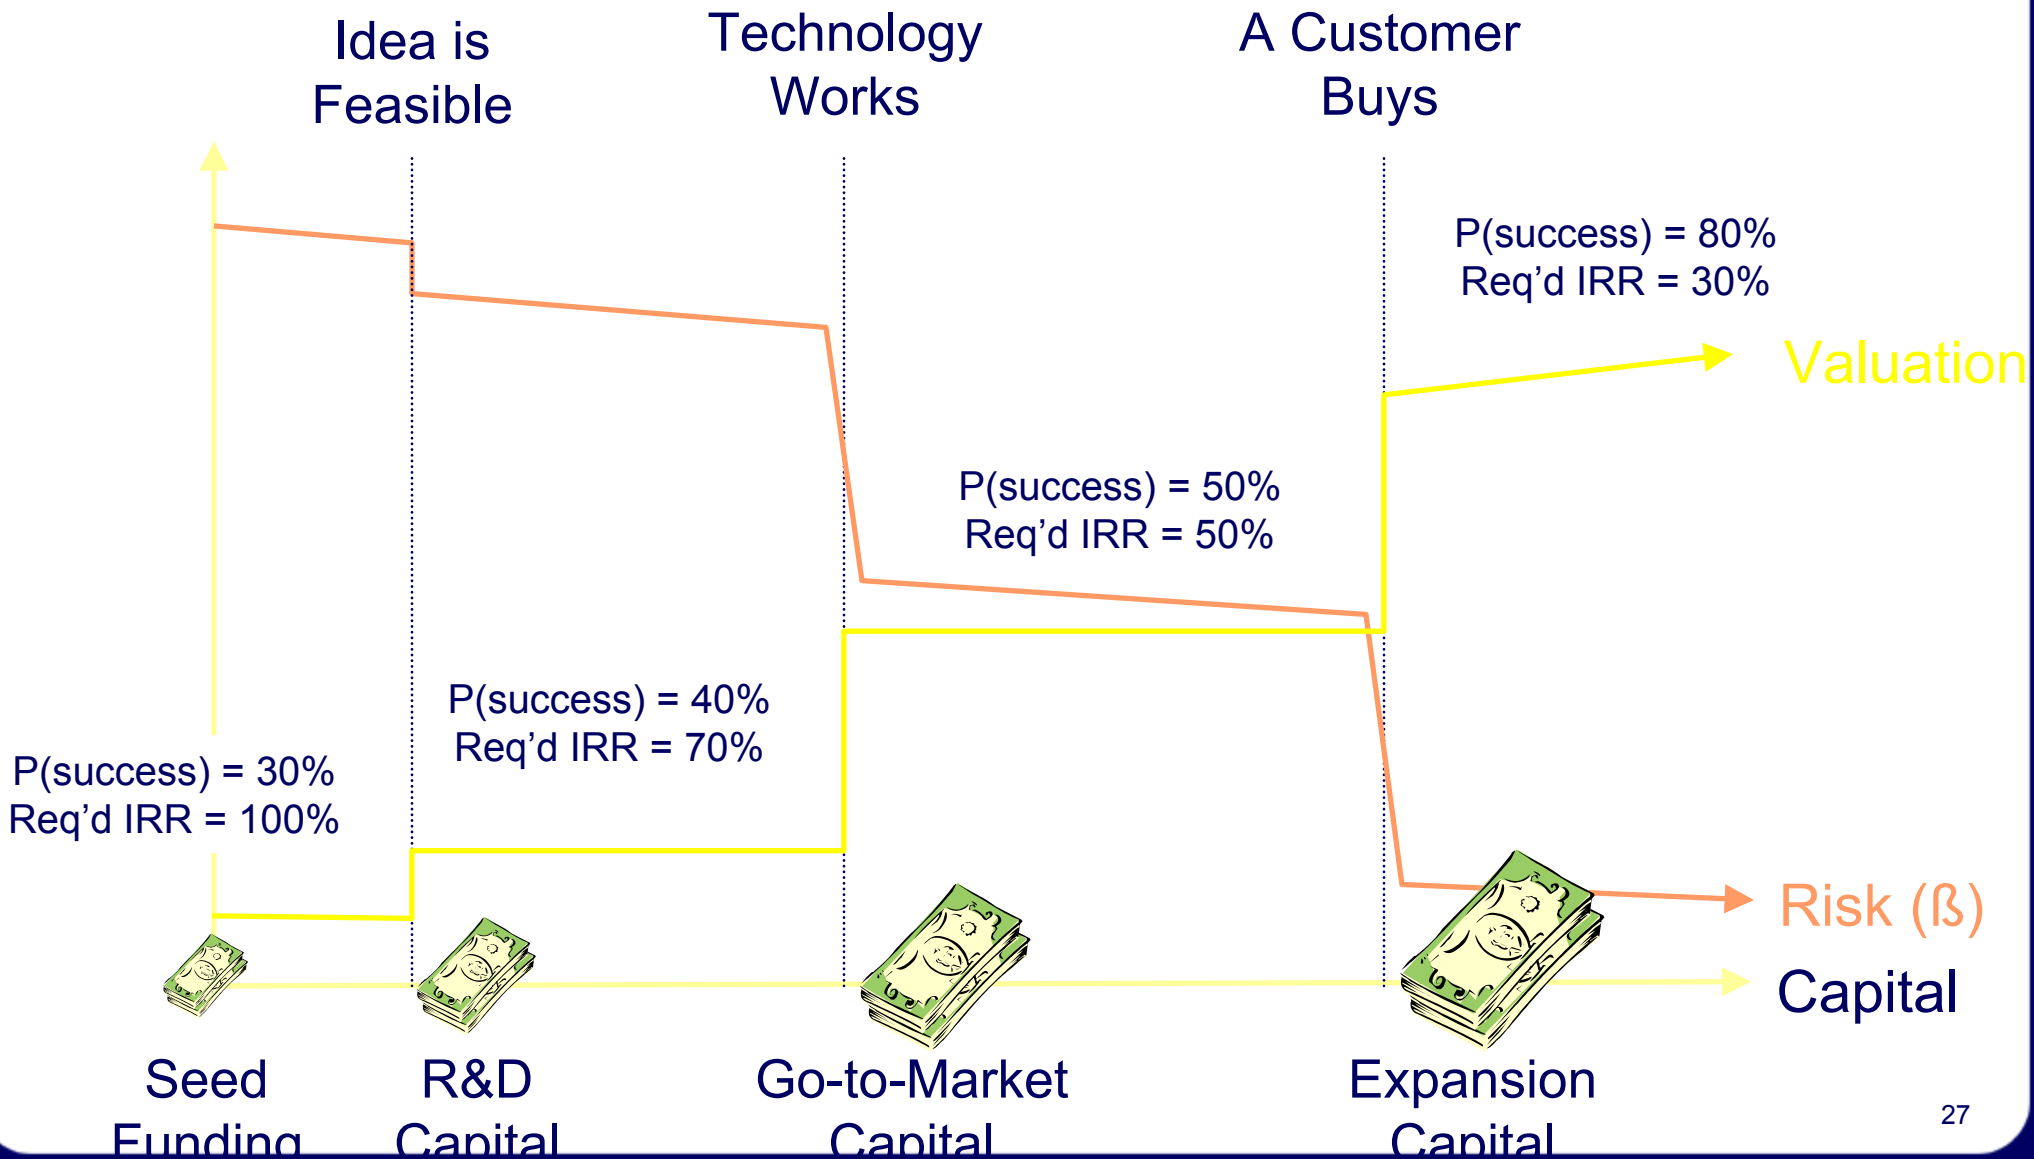 Idea is
Feasible
Technology
Works
A Customer
Buys
P(success) = 80%
Req’d IRR = 30%
Valuation
P(success) = 50%
Req’d IRR = 50%
P(success) = 40%
Req’d IRR = 70%
P(success) = 30%
Req’d IRR = 100%
Risk (ß)
Capital
Seed
Funding
R&D
Capital
Go-to-Market
Capital
Expansion
Capital
27